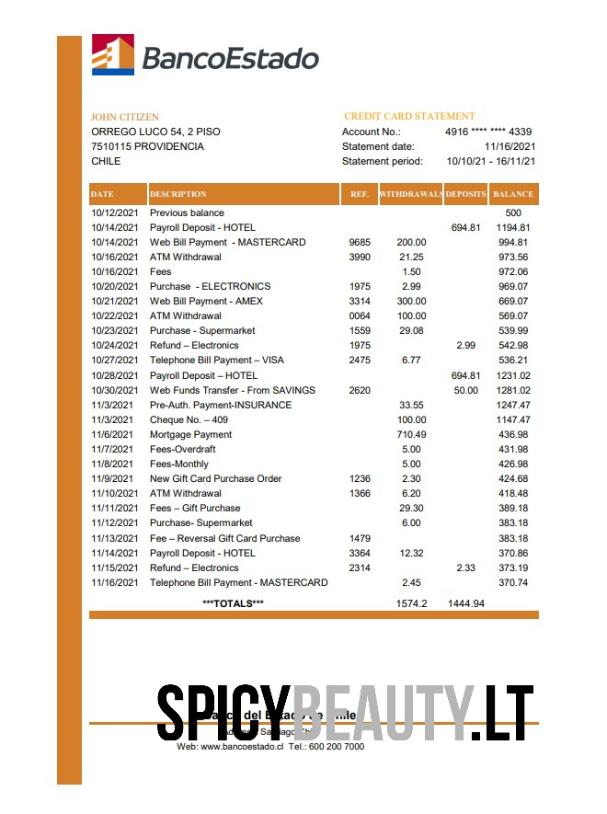 BancoEstado
JOHN CITIZEN
ORREGO LUCO 54, 2 PISO
7510115 PROVIDENCIA
CHILE
CREDIT CARD STATEMENT
Account No.: 4916 **** **** 4339
Statement date: 11/16/2021
Statement period: 10/10/21 - 16/11/21
DATE DESCRIPTION REF. WITHDRAWALS DEPOSITS BALANCE
10/12/2021 Previous balance 500
10/14/2021 Payroll Deposit - HOTEL 694.81 1194.81
10/14/2021 Web Bill Payment - MASTERCARD 9685 200.00 994.81
10/16/2021 ATM Withdrawal 3990 21.25 973.56
10/16/2021 Fees 1.50 972.06
10/20/2021 Purchase - ELECTRONICS 1975 2.99 969.07
10/21/2021 Web Bill Payment - AMEX 3314 300.00 669.07
10/22/2021 ATM Withdrawal 0064 100.00 569.07
10/23/2021 Purchase - Supermarket 1559 29.08 539.99
10/24/2021 Refund – Electronics 1975 2.99 542.98
10/27/2021 Telephone Bill Payment – VISA 2475 6.77 536.21
10/28/2021 Payroll Deposit – HOTEL 694.81 1231.02
10/30/2021 Web Funds Transfer - From SAVINGS 2620 50.00 1281.02
11/3/2021 Pre-Auth. Payment-INSURANCE 33.55 1247.47
11/3/2021 Cheque No. – 409 100.00 1147.47
11/6/2021 Mortgage Payment 710.49 436.98
11/7/2021 Fees-Overdraft 5.00 431.98
11/8/2021 Fees-Monthly 5.00 426.98
11/9/2021 New Gift Card Purchase Order 1236 2.30 424.68
11/10/2021 ATM Withdrawal 1366 6.20 418.48
11/11/2021 Fees – Gift Purchase 29.30 389.18
11/12/2021 Purchase- Supermarket 6.00 383.18
11/13/2021 Fee – Reversal Gift Card Purchase 1479 383.18
11/14/2021 Payroll Deposit - HOTEL 3364 12.32 370.86
11/15/2021 Refund – Electronics 2314 2.33 373.19
11/16/2021 Telephone Bill Payment - MASTERCARD 2.45 370.74
***TOTALS*** 1574.2 1444.94
SPICYBEAUTY.LT
del
Web: www.bancoestado.cl Tel.: 600 200 7000